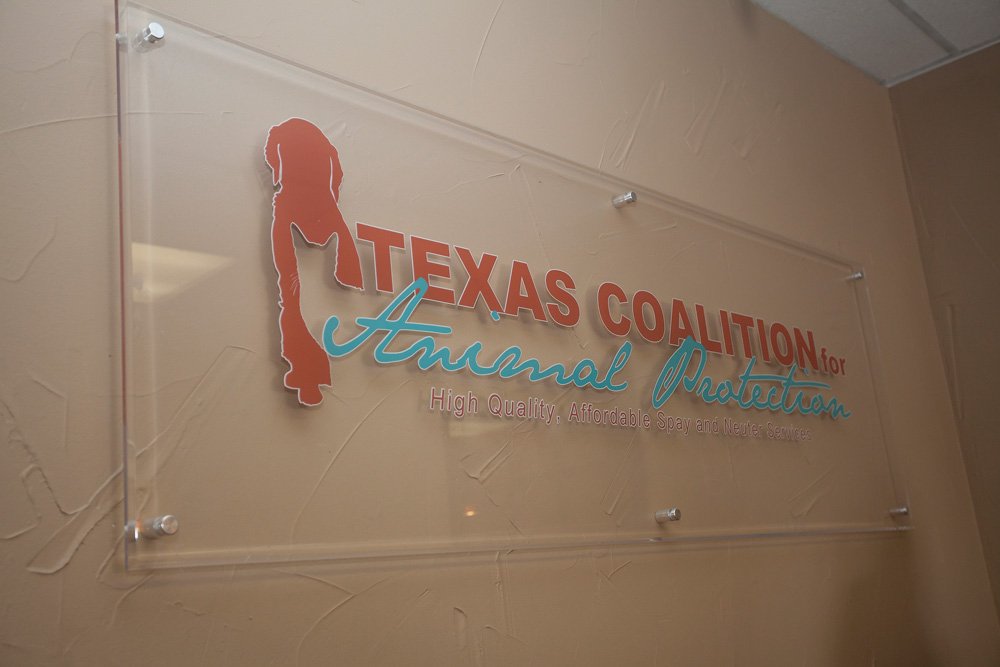 TEXAS COALITION for
Animal Protection
High Quality, Affordable Spay and Neuter Services